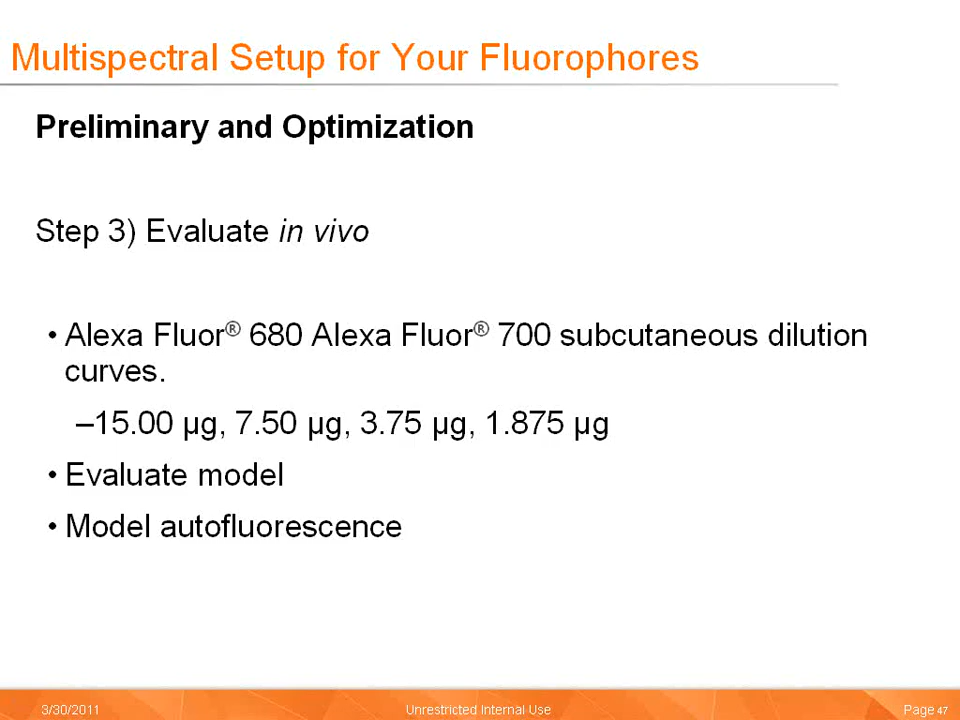 Multispectral Setup for Your Fluorophores
Preliminary and Optimization
Step 3) Evaluate in vivo
• Alexa Fluor® 680 Alexa Fluor® 700 subcutaneous dilution
curves.
–15.00 µg, 7.50 µg, 3.75 µg, 1.875 µg
• Evaluate model
• Model autofluorescence
3/30/2011 Unrestricted Internal Use Page 47